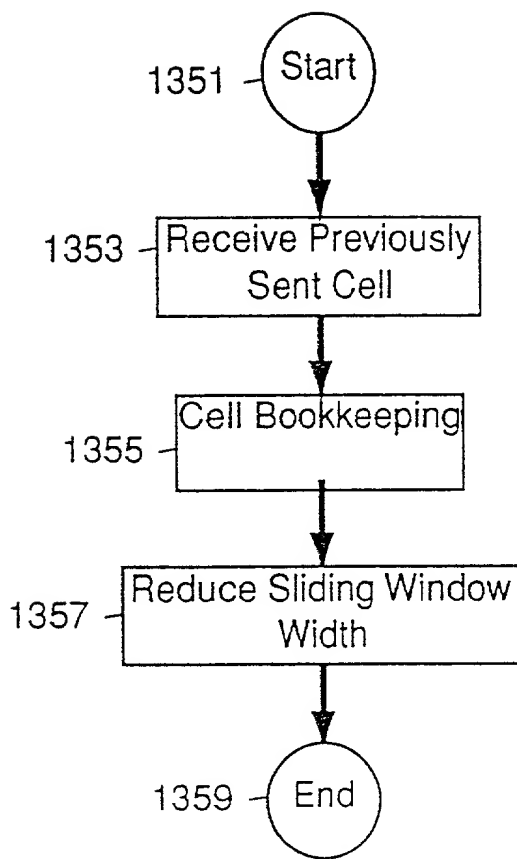 Start
1351
Receive Previously
1353
Sent Cell
Cell Bookkeeping
1355
Reduce Sliding Window
1357
Width
End
1359